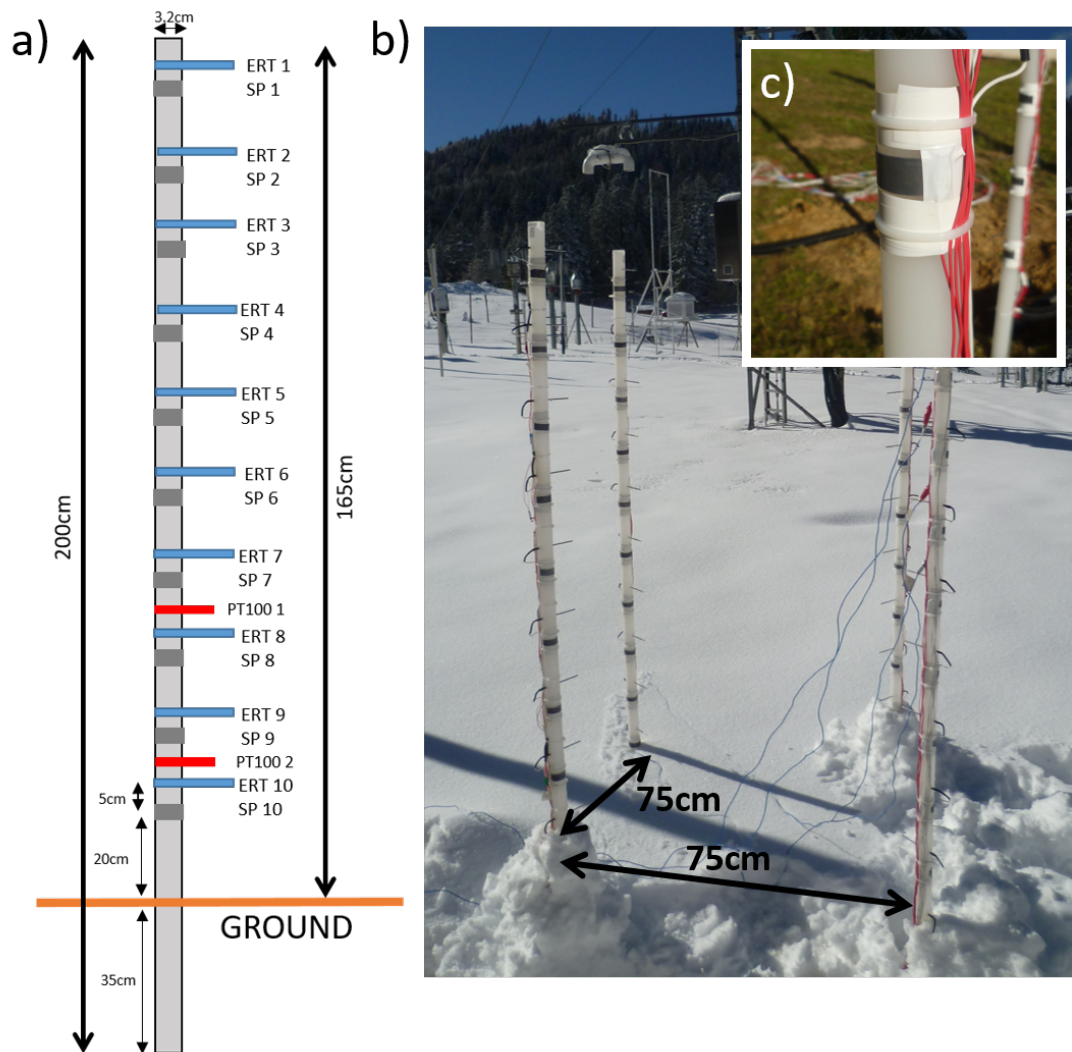 a)
3.2cm
ERT 1
SP 1
ERT 2
SP 2
ERT 3
SP 3
ERT 4
SP 4
ERT 5
SP 5
ERT 6
SP 6
ERT 7
SP 7
PT100 1
ERT 8
SP 8
ERT 9
SP 9
PT100 2
ERT 10
SP 10
200cm
165cm
5cm
20cm
GROUND
35cm
b)
75cm
75cm
c)